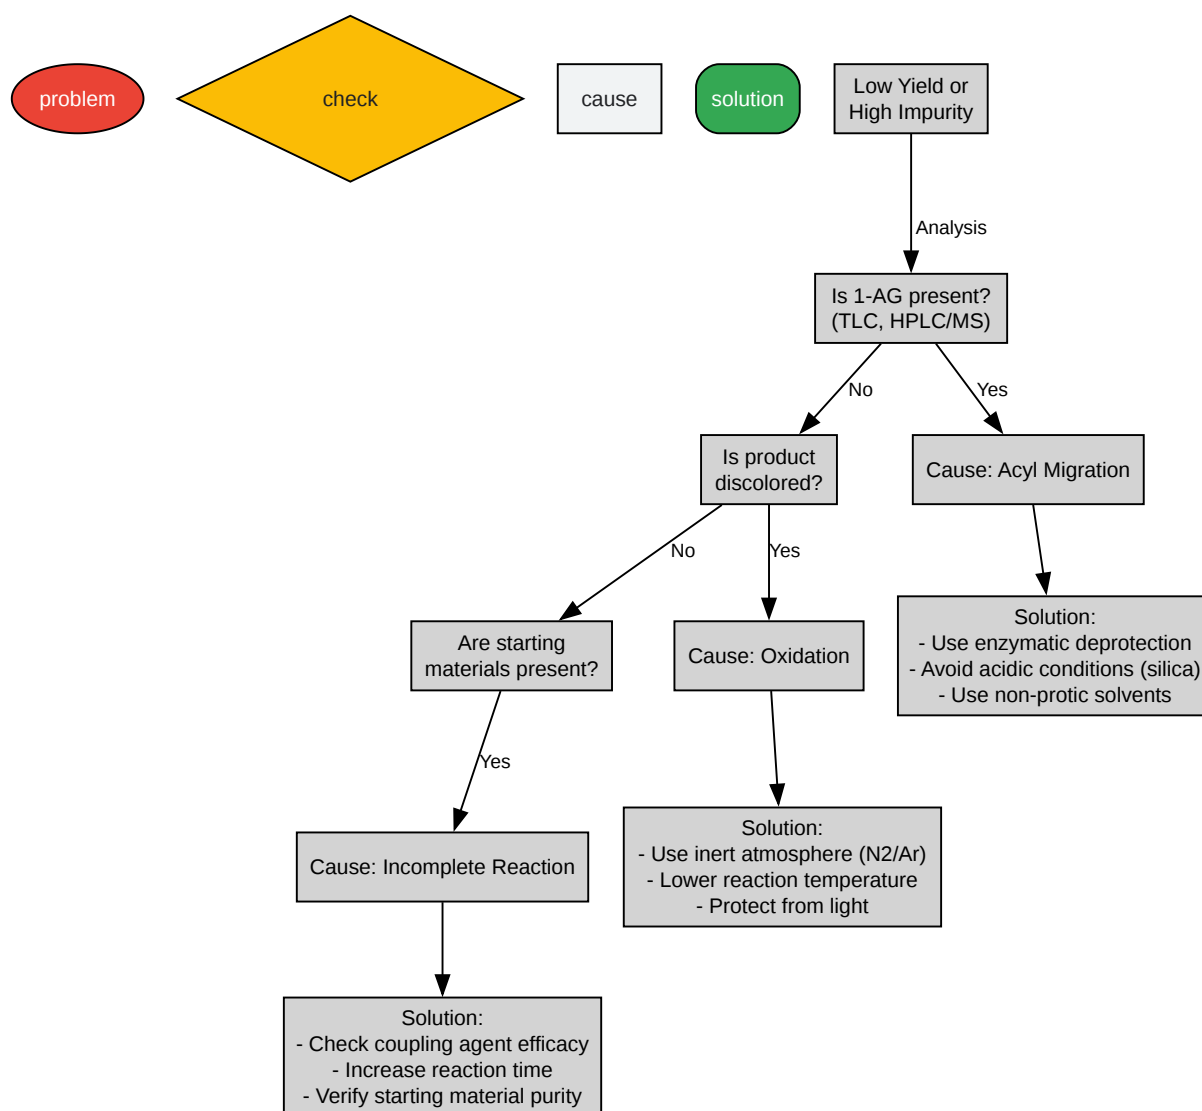 problem
check
cause
solution
Low Yield or
High Impurity
Analysis
Is 1-AG present?
(TLC, HPLC/MS)
No
Yes
Is product
discolored?
Cause: Acyl Migration
No
Yes
Solution:
- Use enzymatic deprotection
- Avoid acidic conditions (silica)
- Use non-protic solvents
Are starting
materials present?
Cause: Oxidation
Yes
Solution:
- Use inert atmosphere (N2/Ar)
- Lower reaction temperature
- Protect from light
Cause: Incomplete Reaction
Solution:
- Check coupling agent efficacy
- Increase reaction time
- Verify starting material purity